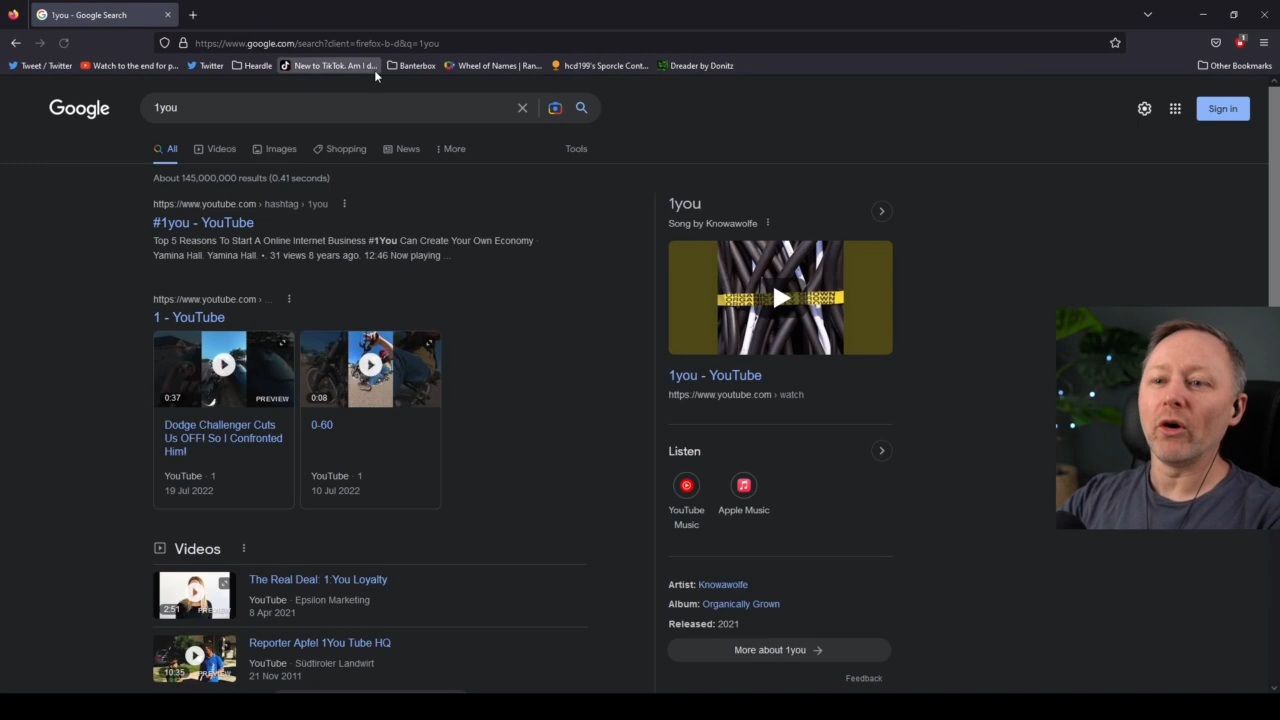 1you - Google Search
https://www.google.com/search?client=firefox-b-d&q=1you
Tweet / Twitter
Watch to the end for p...
Twitter
Heardle
New to TikTok. Am I d...
Banterbox
Wheel of Names | Ran...
hcd199's Sporcle Cont...
Dreader by Donitz
Other Bookmarks
Google
1you
Sign in
All
Videos
Images
Shopping
News
More
Tools
About 145,000,000 results (0.41 seconds)
https://www.youtube.com › hashtag › 1you
#1you - YouTube
Top 5 Reasons To Start A Online Internet Business #1You Can Create Your Own Economy ·
Yamina Hall. Yamina Hall. •. 31 views 8 years ago. 12:46 Now playing ...
https://www.youtube.com › ...
1 - YouTube
0:37
PREVIEW
0:08
Dodge Challenger Cuts
Us OFF! So I Confronted
Him!
YouTube · 1
19 Jul 2022
0-60
YouTube · 1
10 Jul 2022
Videos
2:51
PREVIEW
The Real Deal: 1:You Loyalty
YouTube · Epsilon Marketing
8 Apr 2021
10:35
PREVIEW
Reporter Apfel 1You Tube HQ
YouTube · Südtiroler Landwirt
21 Nov 2011
1you
Song by Knowawolfe
1you - YouTube
https://www.youtube.com › watch
Listen
YouTube
Music
Apple Music
Artist: Knowawolfe
Album: Organically Grown
Released: 2021
More about 1you
Feedback